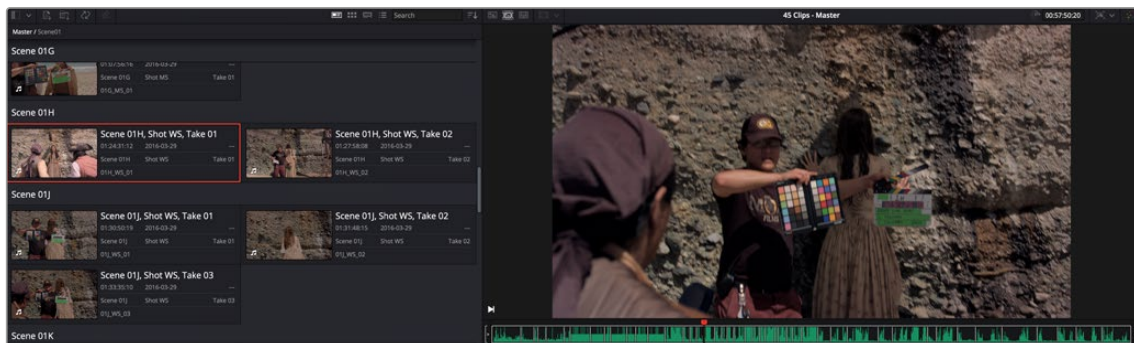 Search
45 Clips - Master
00:57:50:20
Master / Scene01
Scene 01G
01:07:56:16 2016-03-29 --
Scene 01G Shot MS Take 01
01G_MS_01
Scene 01H
Scene 01H, Shot WS, Take 01
01:24:31:12 2016-03-29 --
Scene 01H Shot WS Take 01
01H_WS_01
Scene 01H, Shot WS, Take 02
01:27:58:08 2016-03-29 --
Scene 01H Shot WS Take 02
01H_WS_02
Scene 01J
Scene 01J, Shot WS, Take 01
01:30:50:19 2016-03-29 --
Scene 01J Shot WS Take 01
01J_WS_01
Scene 01J, Shot WS, Take 02
01:31:48:15 2016-03-29 --
Scene 01J Shot WS Take 02
01J_WS_02
Scene 01J, Shot WS, Take 03
01:33:35:10 2016-03-29 --
Scene 01J Shot WS Take 03
01J_WS_03
Scene 01K